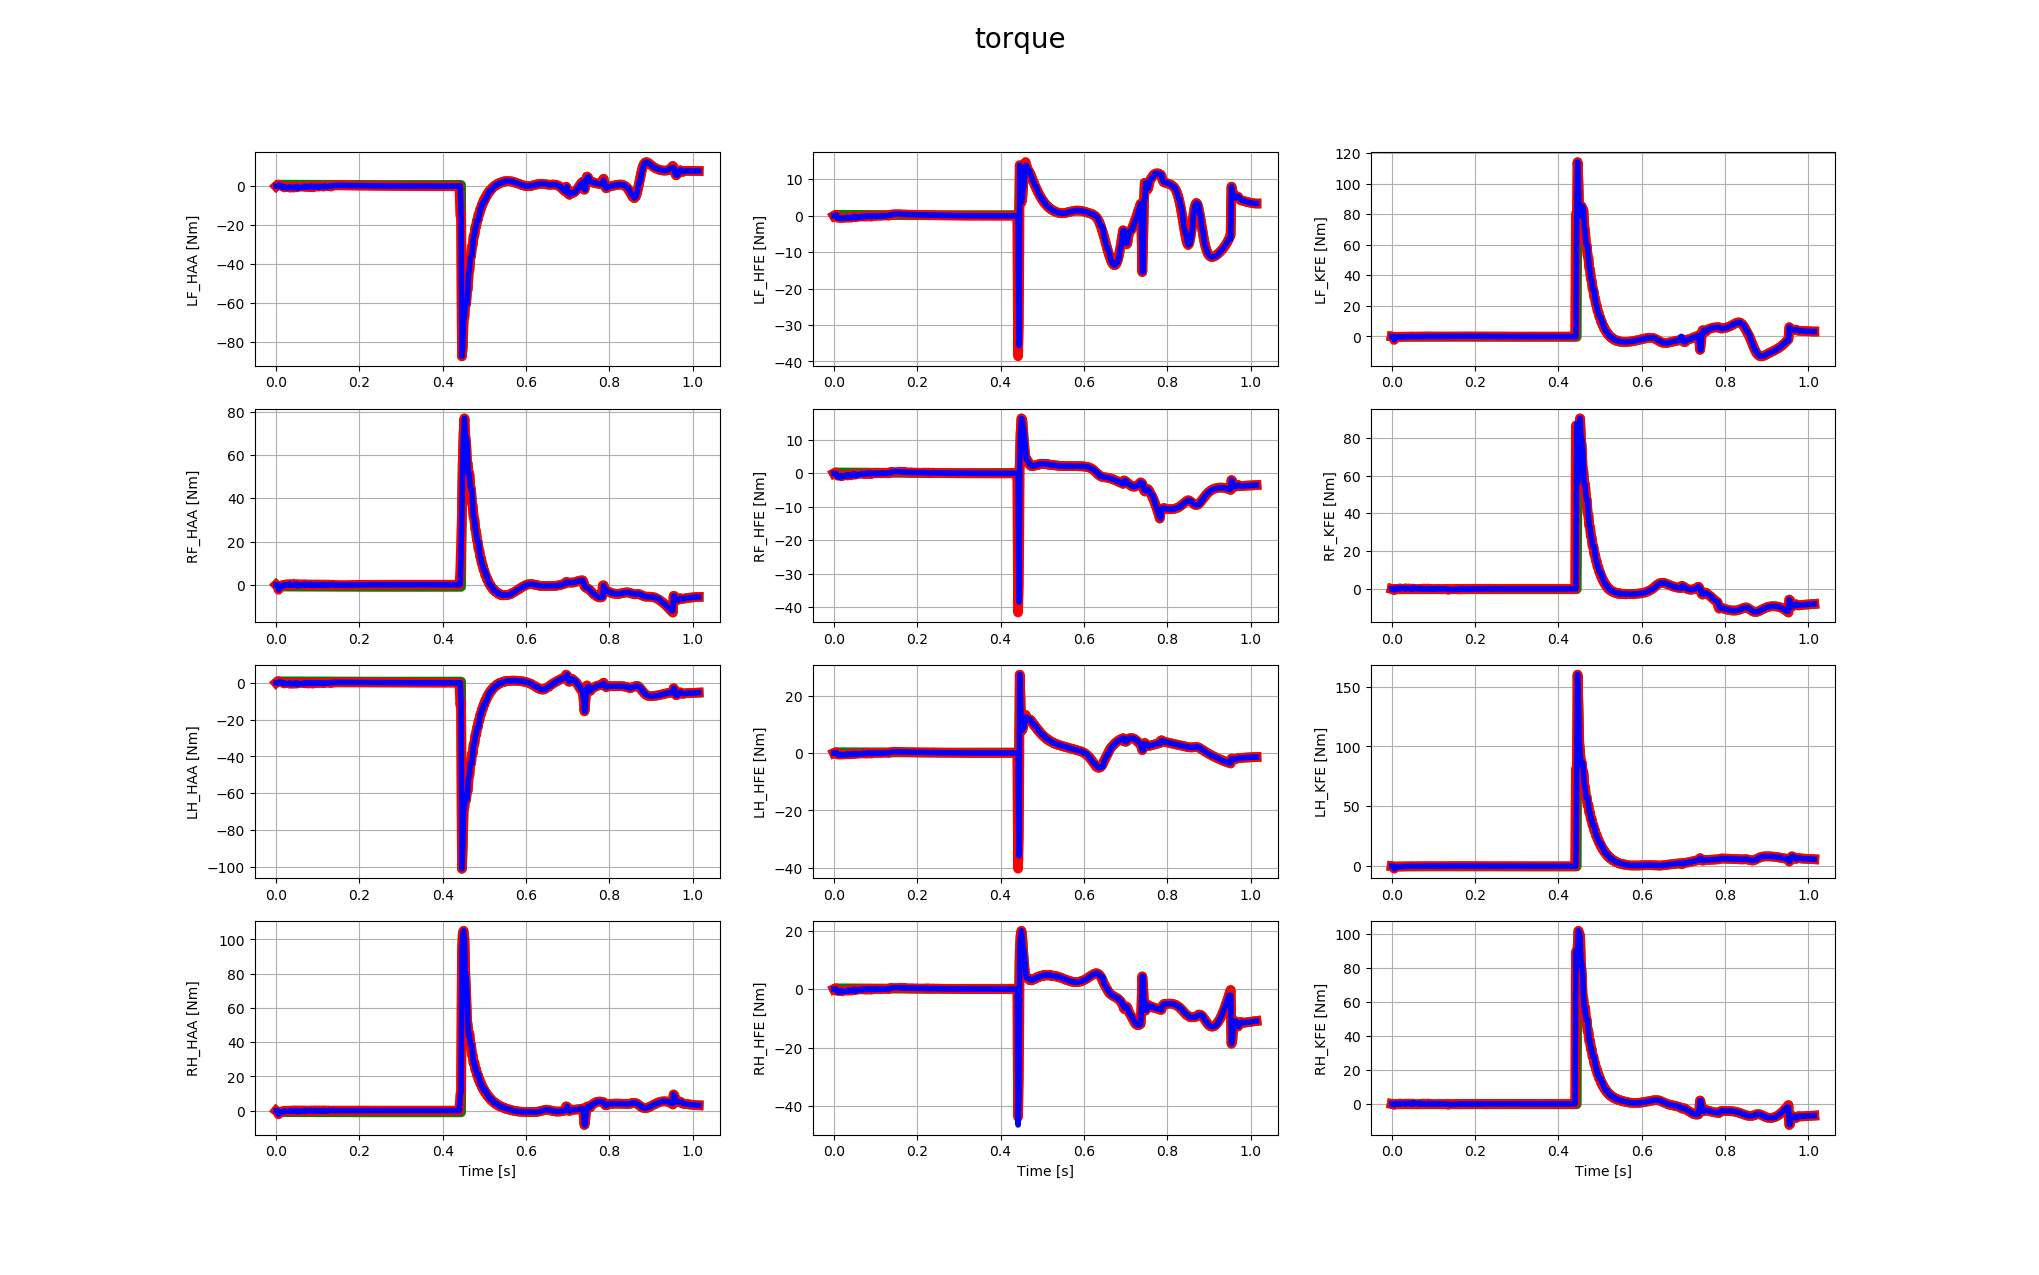 torque
LF_HAA [Nm]
0
−20
−40
−60
−80
0.0 0.2 0.4 0.6 0.8 1.0
LF_HFE [Nm]
10
0
−10
−20
−30
−40
0.0 0.2 0.4 0.6 0.8 1.0
LF_KFE [Nm]
120
100
80
60
40
20
0
0.0 0.2 0.4 0.6 0.8 1.0
RF_HAA [Nm]
80
60
40
20
0
0.0 0.2 0.4 0.6 0.8 1.0
RF_HFE [Nm]
10
0
−10
−20
−30
−40
0.0 0.2 0.4 0.6 0.8 1.0
RF_KFE [Nm]
80
60
40
20
0
0.0 0.2 0.4 0.6 0.8 1.0
LH_HAA [Nm]
0
−20
−40
−60
−80
−100
0.0 0.2 0.4 0.6 0.8 1.0
LH_HFE [Nm]
20
0
−20
−40
0.0 0.2 0.4 0.6 0.8 1.0
LH_KFE [Nm]
150
100
50
0
0.0 0.2 0.4 0.6 0.8 1.0
RH_HAA [Nm]
100
80
60
40
20
0
0.0 0.2 0.4 0.6 0.8 1.0
Time [s]
RH_HFE [Nm]
20
0
−20
−40
0.0 0.2 0.4 0.6 0.8 1.0
Time [s]
RH_KFE [Nm]
100
80
60
40
20
0
0.0 0.2 0.4 0.6 0.8 1.0
Time [s]